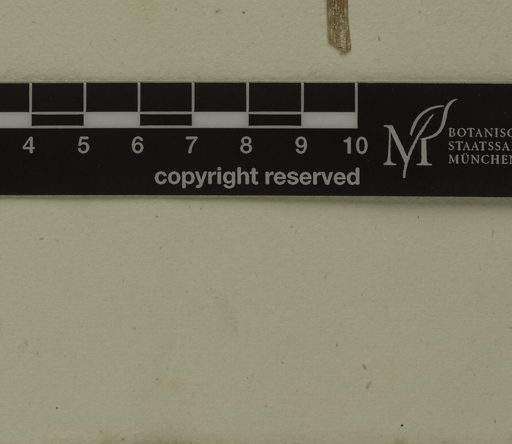 4 5 6 7 8 9 10
copyright reserved
M
BOTANISC
STAATSSA
MÜNCHEN